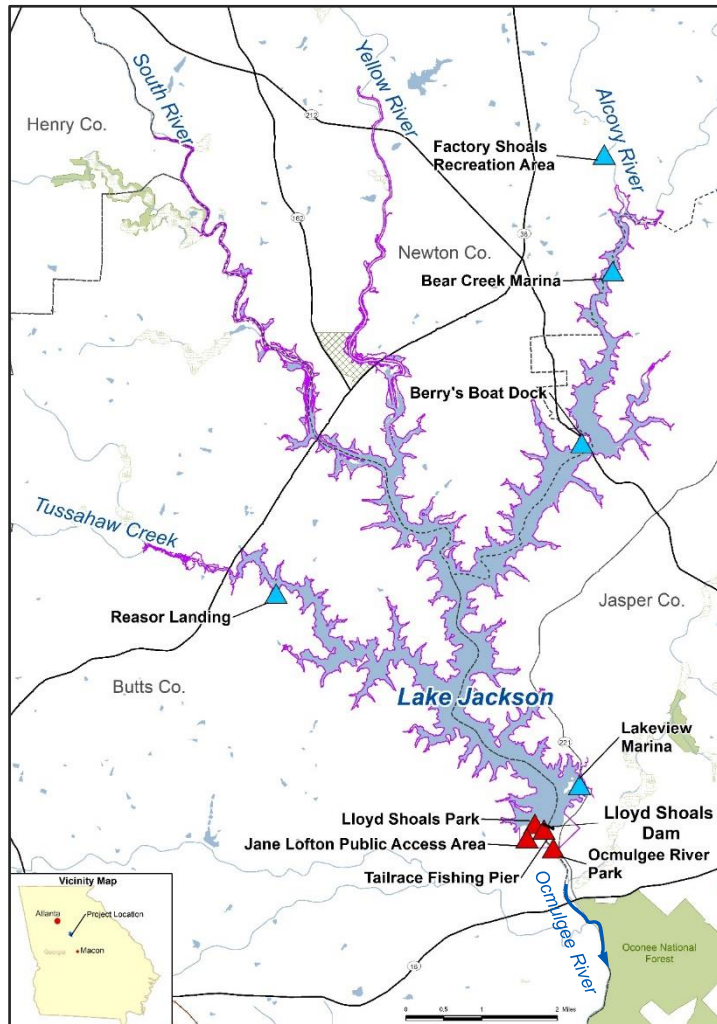 South River
Yellow River
Alcovy River
Henry Co.
212
Factory Shoals
Recreation Area
162
36
Newton Co.
Bear Creek Marina
Berry's Boat Dock
Tussahaw Creek
Reasor Landing
Jasper Co.
Butts Co.
Lake Jackson
221
Lakeview
Marina
Lloyd Shoals Park
Lloyd Shoals
Dam
Jane Lofton Public Access Area
Ocmulgee River
Park
Tailrace Fishing Pier
Ocmulgee River
Oconee National
Forest
16
Vicinity Map
Atlanta
Project Location
Georgia
Macon
0 0.5 1 2
Miles